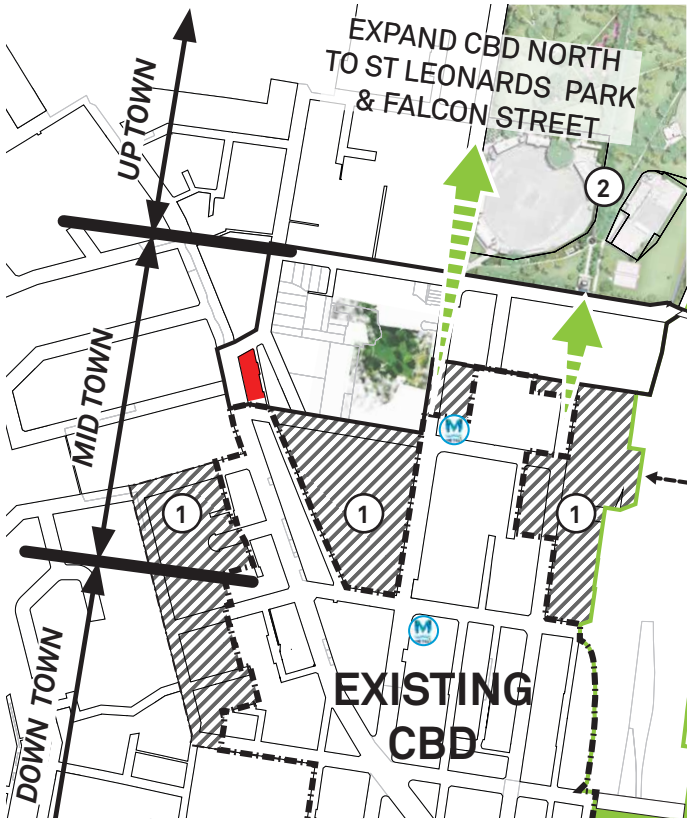 EXPAND CBD NORTH
TO ST LEONARDS PARK
& FALCON STREET
UP TOWN
2
MID TOWN
M
1
1
1
M
DOWN TOWN
EXISTING
CBD